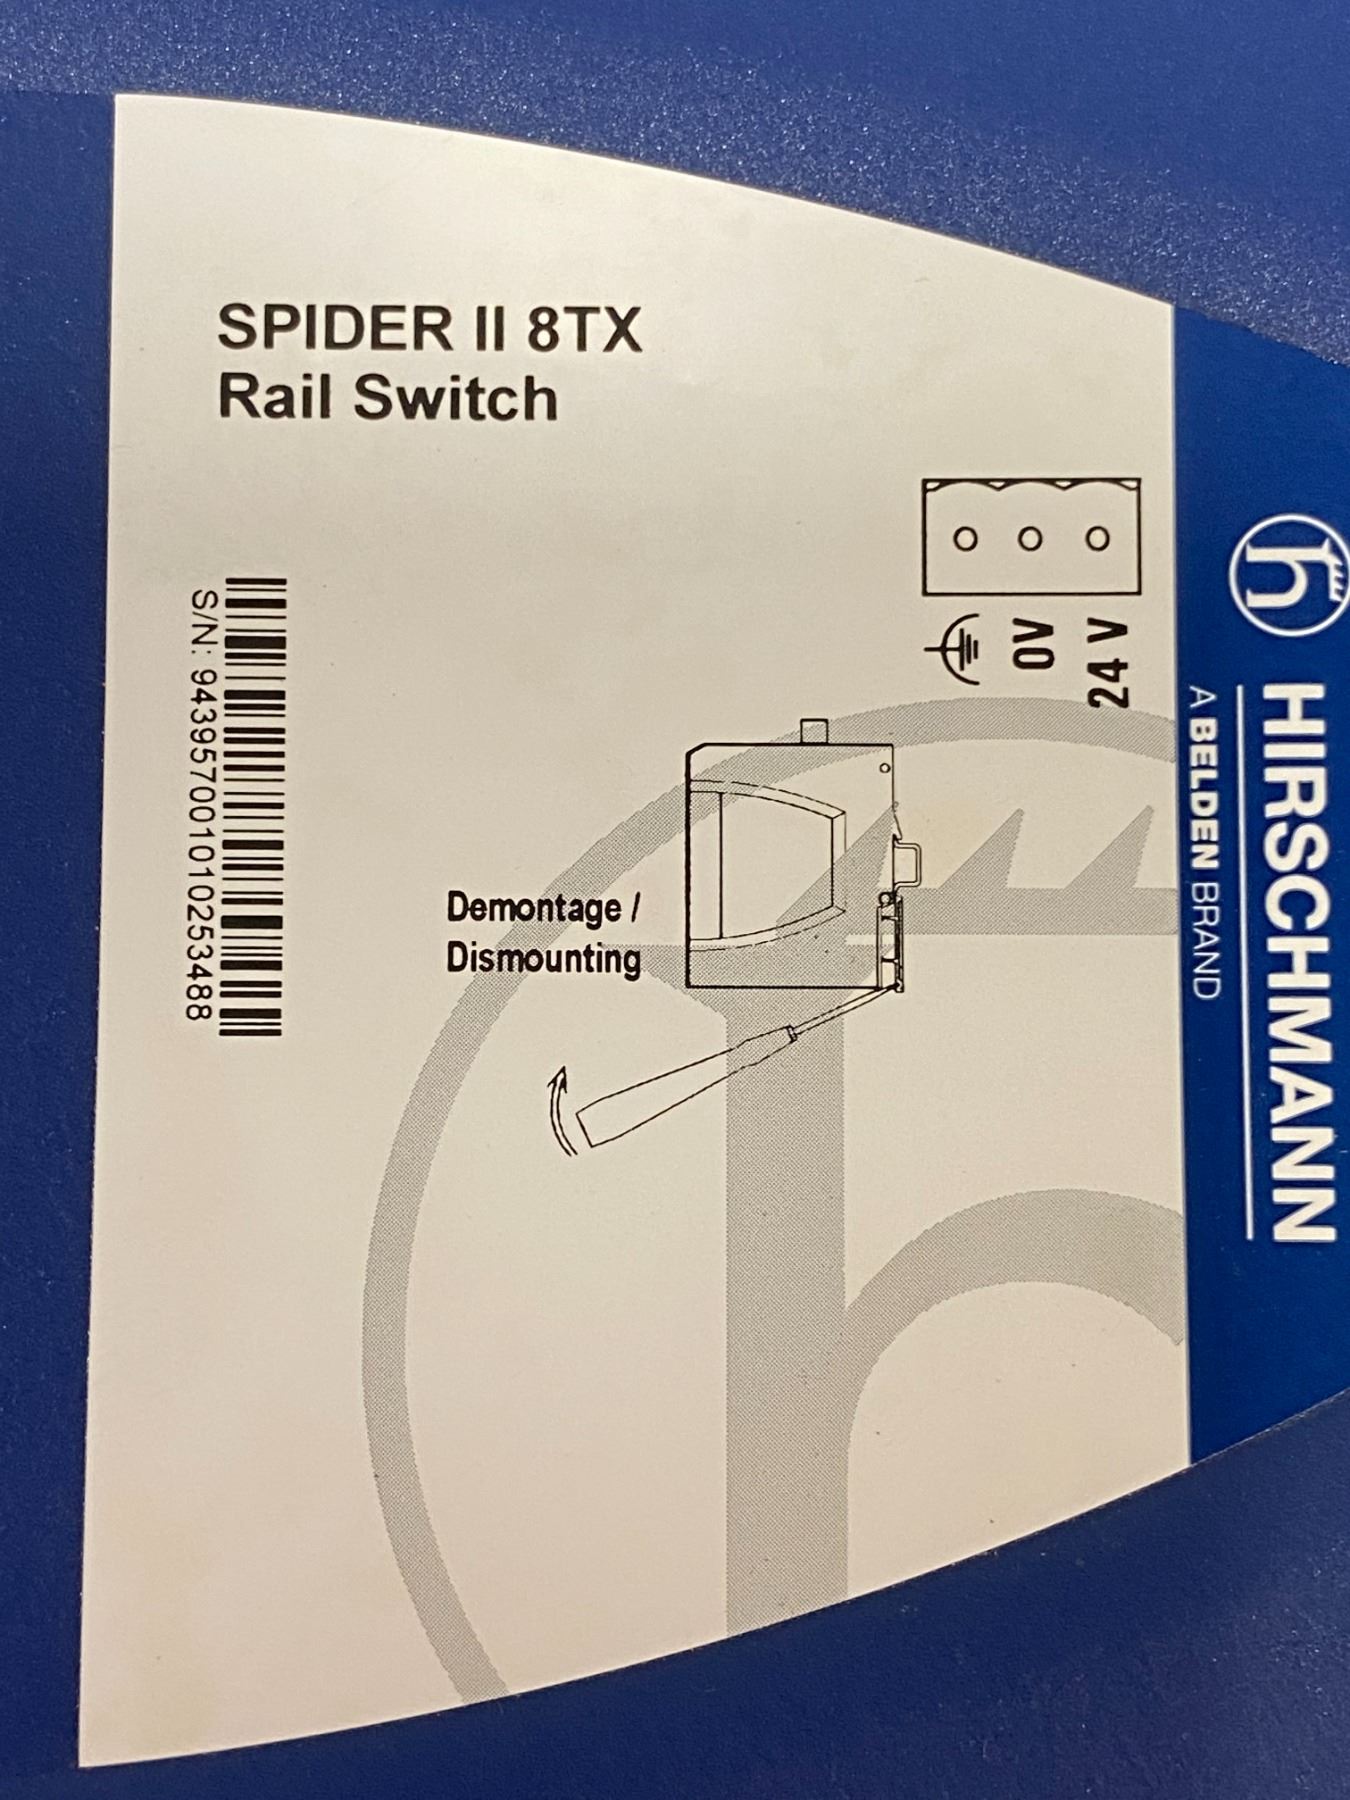 SPIDER II 8TX
Rail Switch
24 V
0V
Demontage /
Dismounting
S/N: 943957001010253488
HIRSCHMANN
A BELDEN BRAND